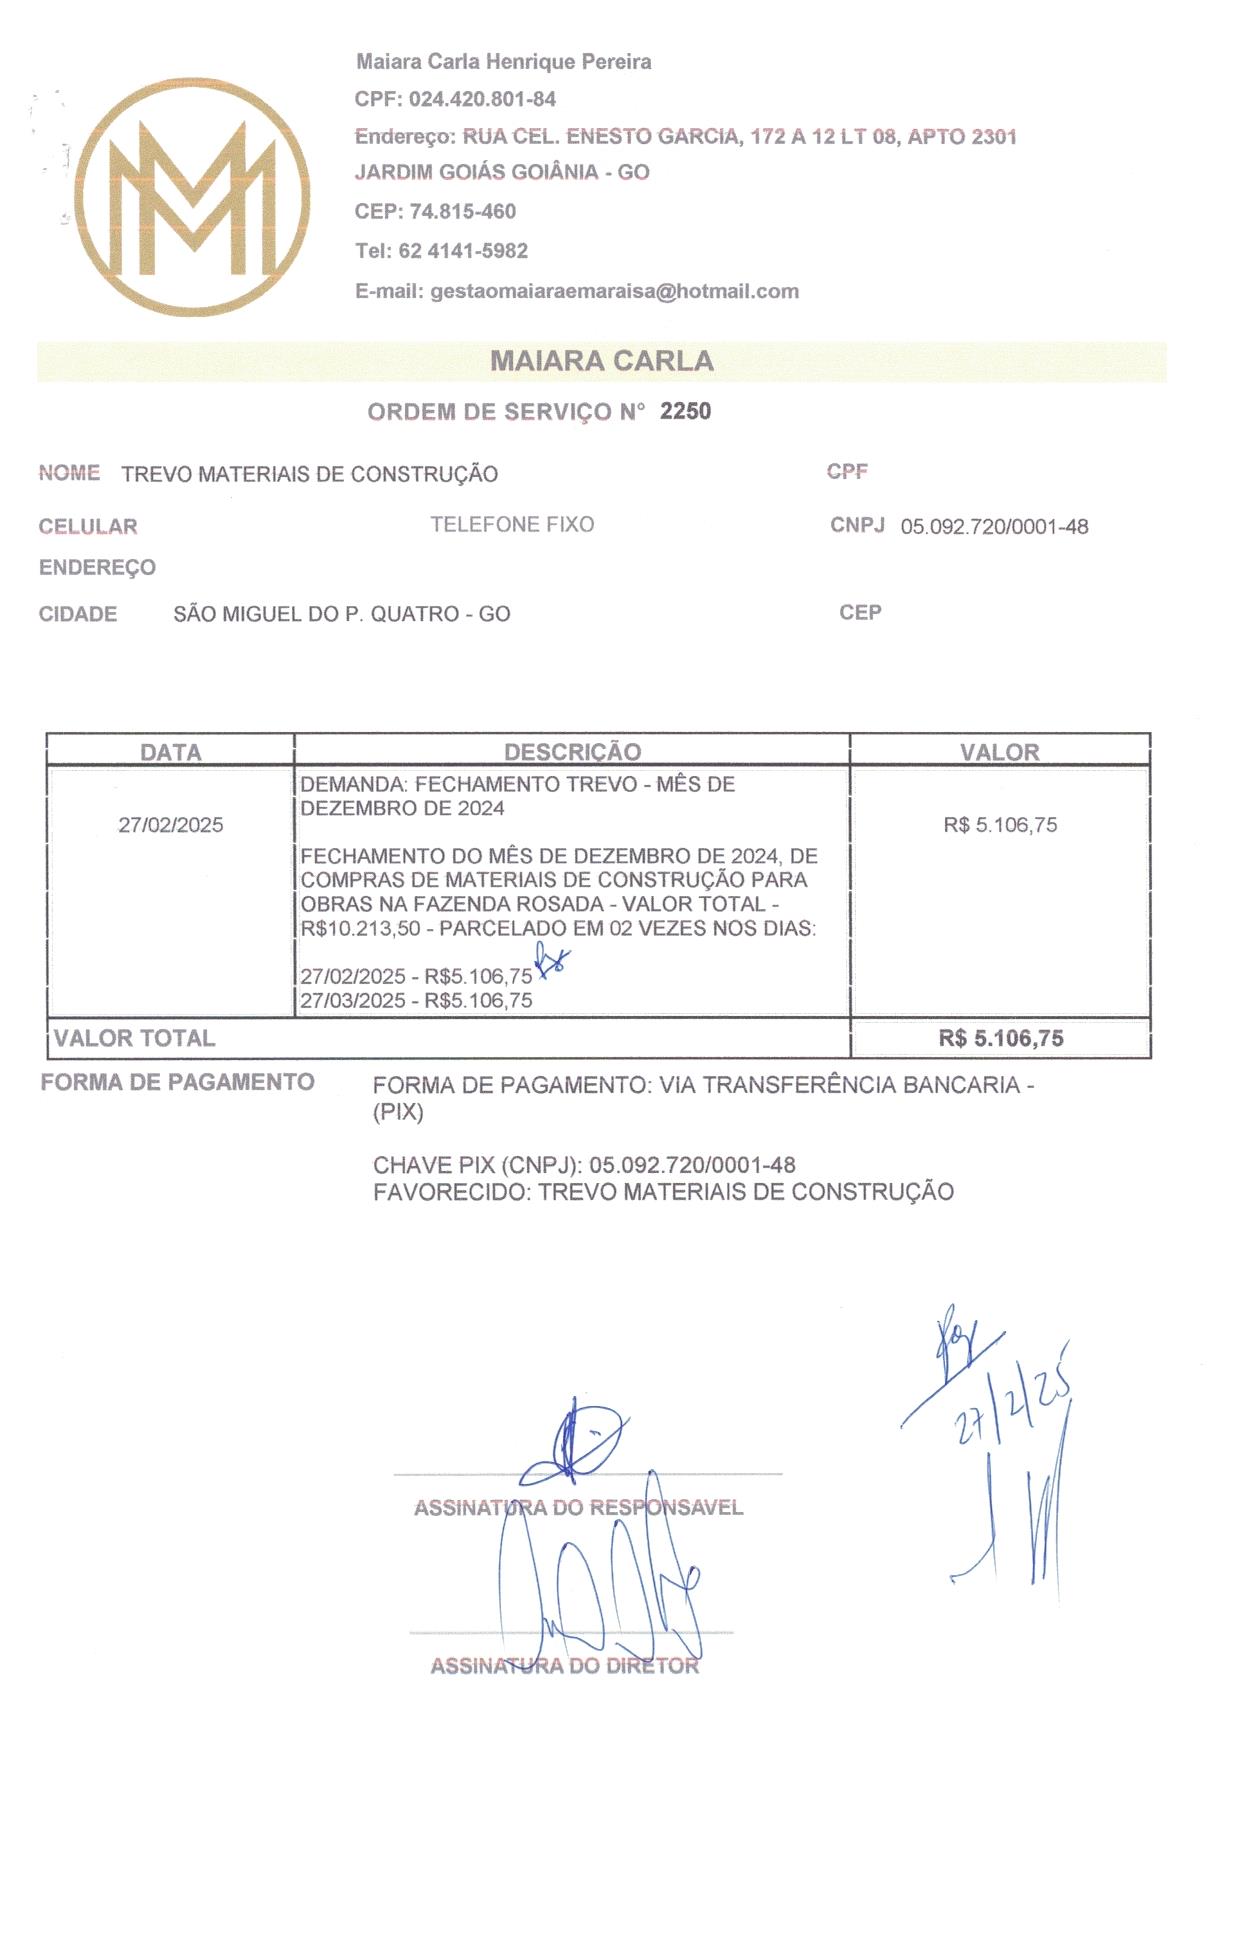 Maiara Carla Henrique Pereira
CPF: 024.420.801-84
Endereço: RUA CEL. ENESTO GARCIA, 172 A 12 LT 08, APTO 2301
JARDIM GOIÁS GOIÂNIA - GO
CEP: 74.815-460
Tel: 62 4141-5982
E-mail: gestaomaiaraemaraisa@hotmail.com
MAIARA CARLA
ORDEM DE SERVIÇO N° 2250
NOME TREVO MATERIAIS DE CONSTRUÇÃO CPF
CELULAR TELEFONE FIXO CNPJ 05.092.720/0001-48
ENDEREÇO
CIDADE SÃO MIGUEL DO P. QUATRO - GO CEP
DATA DESCRIÇÃO VALOR
DEMANDA: FECHAMENTO TREVO - MÊS DE
DEZEMBRO DE 2024
27/02/2025 R$ 5.106,75
FECHAMENTO DO MÊS DE DEZEMBRO DE 2024, DE
COMPRAS DE MATERIAIS DE CONSTRUÇÃO PARA
OBRAS NA FAZENDA ROSADA - VALOR TOTAL -
R$10.213,50 - PARCELADO EM 02 VEZES NOS DIAS:
27/02/2025 - R$5.106,75
27/03/2025 - R$5.106,75
VALOR TOTAL R$ 5.106,75
FORMA DE PAGAMENTO FORMA DE PAGAMENTO: VIA TRANSFERÊNCIA BANCARIA -
(PIX)
CHAVE PIX (CNPJ): 05.092.720/0001-48
FAVORECIDO: TREVO MATERIAIS DE CONSTRUÇÃO
27/2/25
ASSINATURA DO RESPONSAVEL
ASSINATURA DO DIRETOR